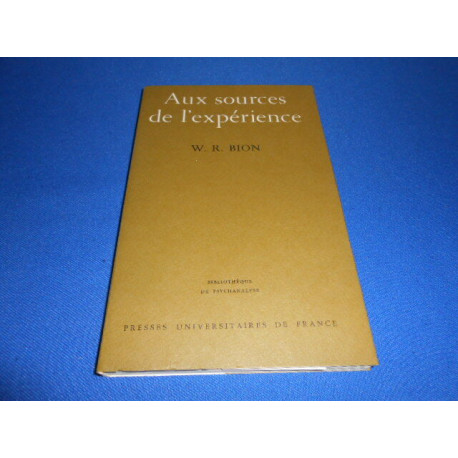 Aux sources
de l'expérience
W. R. BION
BIBLIOTHÈQUE
DE PSYCHANALYSE
PRESSES UNIVERSITAIRES DE FRANCE